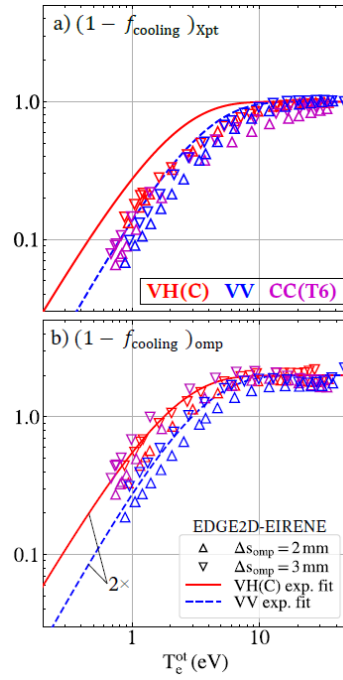 a) (1 − f_cooling)_Xpt
1.0
0.1
VH(C) VV CC(T6)
b) (1 − f_cooling)_omp
1.0
0.1
2×
EDGE2D-EIRENE
△ Δs_omp = 2 mm
▽ Δs_omp = 3 mm
VH(C) exp. fit
VV exp. fit
1 10
T_e^ot (eV)